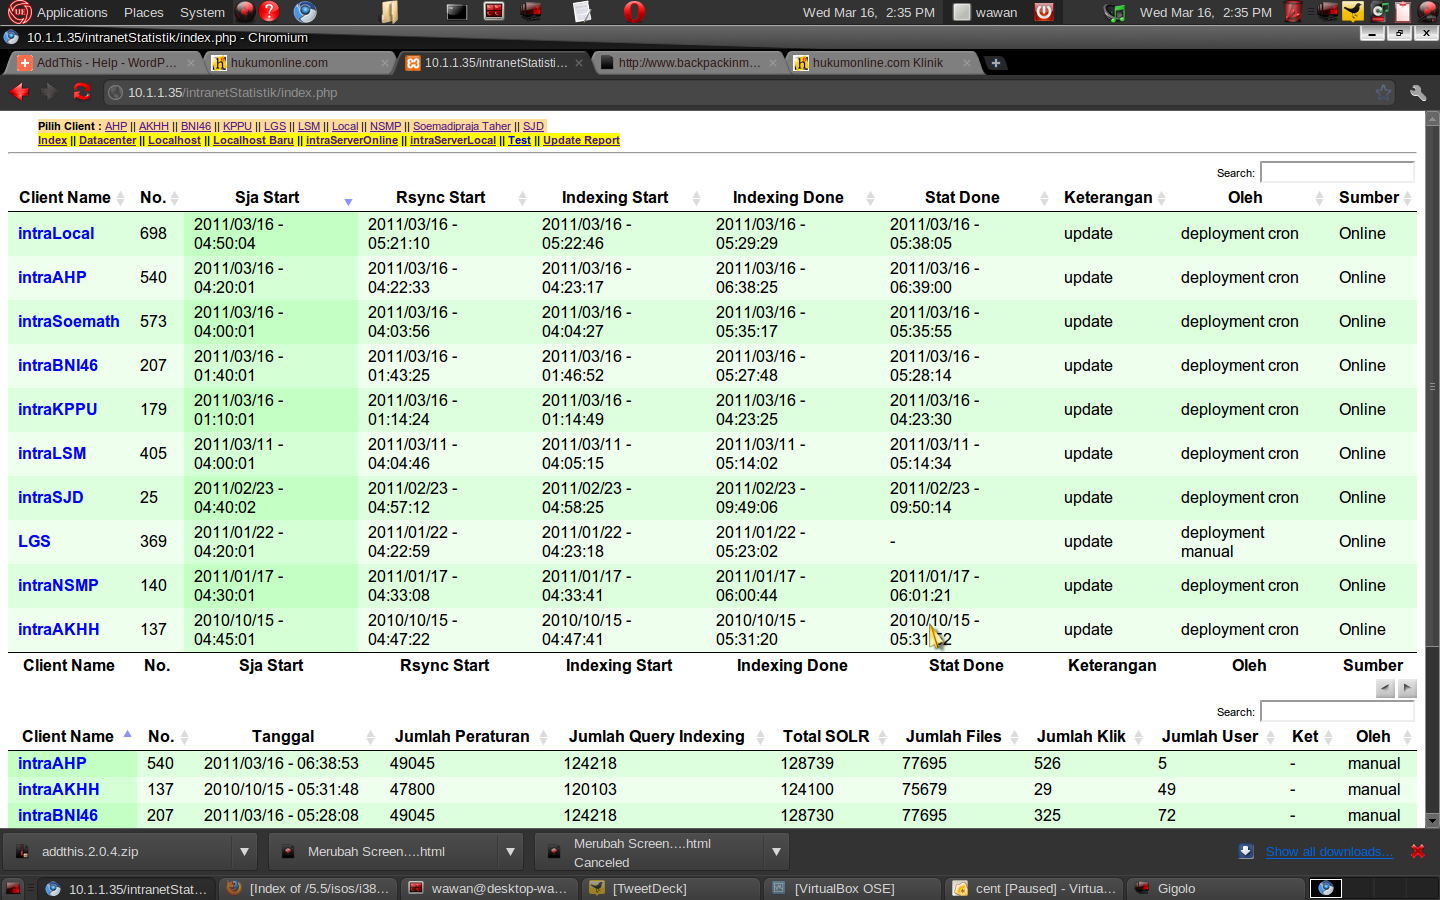 Applications Places System Wed Mar 16, 2:35 PM wawan Wed Mar 16, 2:35 PM
10.1.1.35/intranetStatistik/index.php - Chromium
AddThis - Help - WordP... hukumonline.com 10.1.1.35/intranetStatisti... http://www.backpackinm... hukumonline.com Klinik
10.1.1.35/intranetStatistik/index.php
Pilih Client : AHP || AKHH || BNI46 || KPPU || LGS || LSM || Local || NSMP || Soemadipraja Taher || SJD
Index || Datacenter || Localhost || Localhost Baru || intraServerOnline || intraServerLocal || Test || Update Report
Search:
Client Name No. Sja Start Rsync Start Indexing Start Indexing Done Stat Done Keterangan Oleh Sumber
intraLocal 698 2011/03/16 - 04:50:04 2011/03/16 - 05:21:10 2011/03/16 - 05:22:46 2011/03/16 - 05:29:29 2011/03/16 - 05:38:05 update deployment cron Online
intraAHP 540 2011/03/16 - 04:20:01 2011/03/16 - 04:22:33 2011/03/16 - 04:23:17 2011/03/16 - 06:38:25 2011/03/16 - 06:39:00 update deployment cron Online
intraSoemath 573 2011/03/16 - 04:00:01 2011/03/16 - 04:03:56 2011/03/16 - 04:04:27 2011/03/16 - 05:35:17 2011/03/16 - 05:35:55 update deployment cron Online
intraBNI46 207 2011/03/16 - 01:40:01 2011/03/16 - 01:43:25 2011/03/16 - 01:46:52 2011/03/16 - 05:27:48 2011/03/16 - 05:28:14 update deployment cron Online
intraKPPU 179 2011/03/16 - 01:10:01 2011/03/16 - 01:14:24 2011/03/16 - 01:14:49 2011/03/16 - 04:23:25 2011/03/16 - 04:23:30 update deployment cron Online
intraLSM 405 2011/03/11 - 04:00:01 2011/03/11 - 04:04:46 2011/03/11 - 04:05:15 2011/03/11 - 05:14:02 2011/03/11 - 05:14:34 update deployment cron Online
intraSJD 25 2011/02/23 - 04:40:02 2011/02/23 - 04:57:12 2011/02/23 - 04:58:25 2011/02/23 - 09:49:06 2011/02/23 - 09:50:14 update deployment cron Online
LGS 369 2011/01/22 - 04:20:01 2011/01/22 - 04:22:59 2011/01/22 - 04:23:18 2011/01/22 - 05:23:02 - update deployment manual Online
intraNSMP 140 2011/01/17 - 04:30:01 2011/01/17 - 04:33:08 2011/01/17 - 04:33:41 2011/01/17 - 06:00:44 2011/01/17 - 06:01:21 update deployment cron Online
intraAKHH 137 2010/10/15 - 04:45:01 2010/10/15 - 04:47:22 2010/10/15 - 04:47:41 2010/10/15 - 05:31:20 2010/10/15 - update deployment cron Online
Client Name No. Sja Start Rsync Start Indexing Start Indexing Done Stat Done Keterangan Oleh Sumber
Search:
Client Name No. Tanggal Jumlah Peraturan Jumlah Query Indexing Total SOLR Jumlah Files Jumlah Klik Jumlah User Ket Oleh
intraAHP 540 2011/03/16 - 06:38:53 49045 124218 128739 77695 526 5 - manual
intraAKHH 137 2010/10/15 - 05:31:48 47800 120103 124100 75679 29 49 - manual
intraBNI46 207 2011/03/16 - 05:28:08 49045 124218 128730 77695 325 72 - manual
addthis.2.0.4.zip Merubah Screen....html Merubah Screen....html
Canceled
Show all downloads...
10.1.1.35/intranetStat... [Index of /5.5/isos/i38... wawan@desktop-wa... [TweetDeck] [VirtualBox OSE] cent [Paused] - Virtua... Gigolo